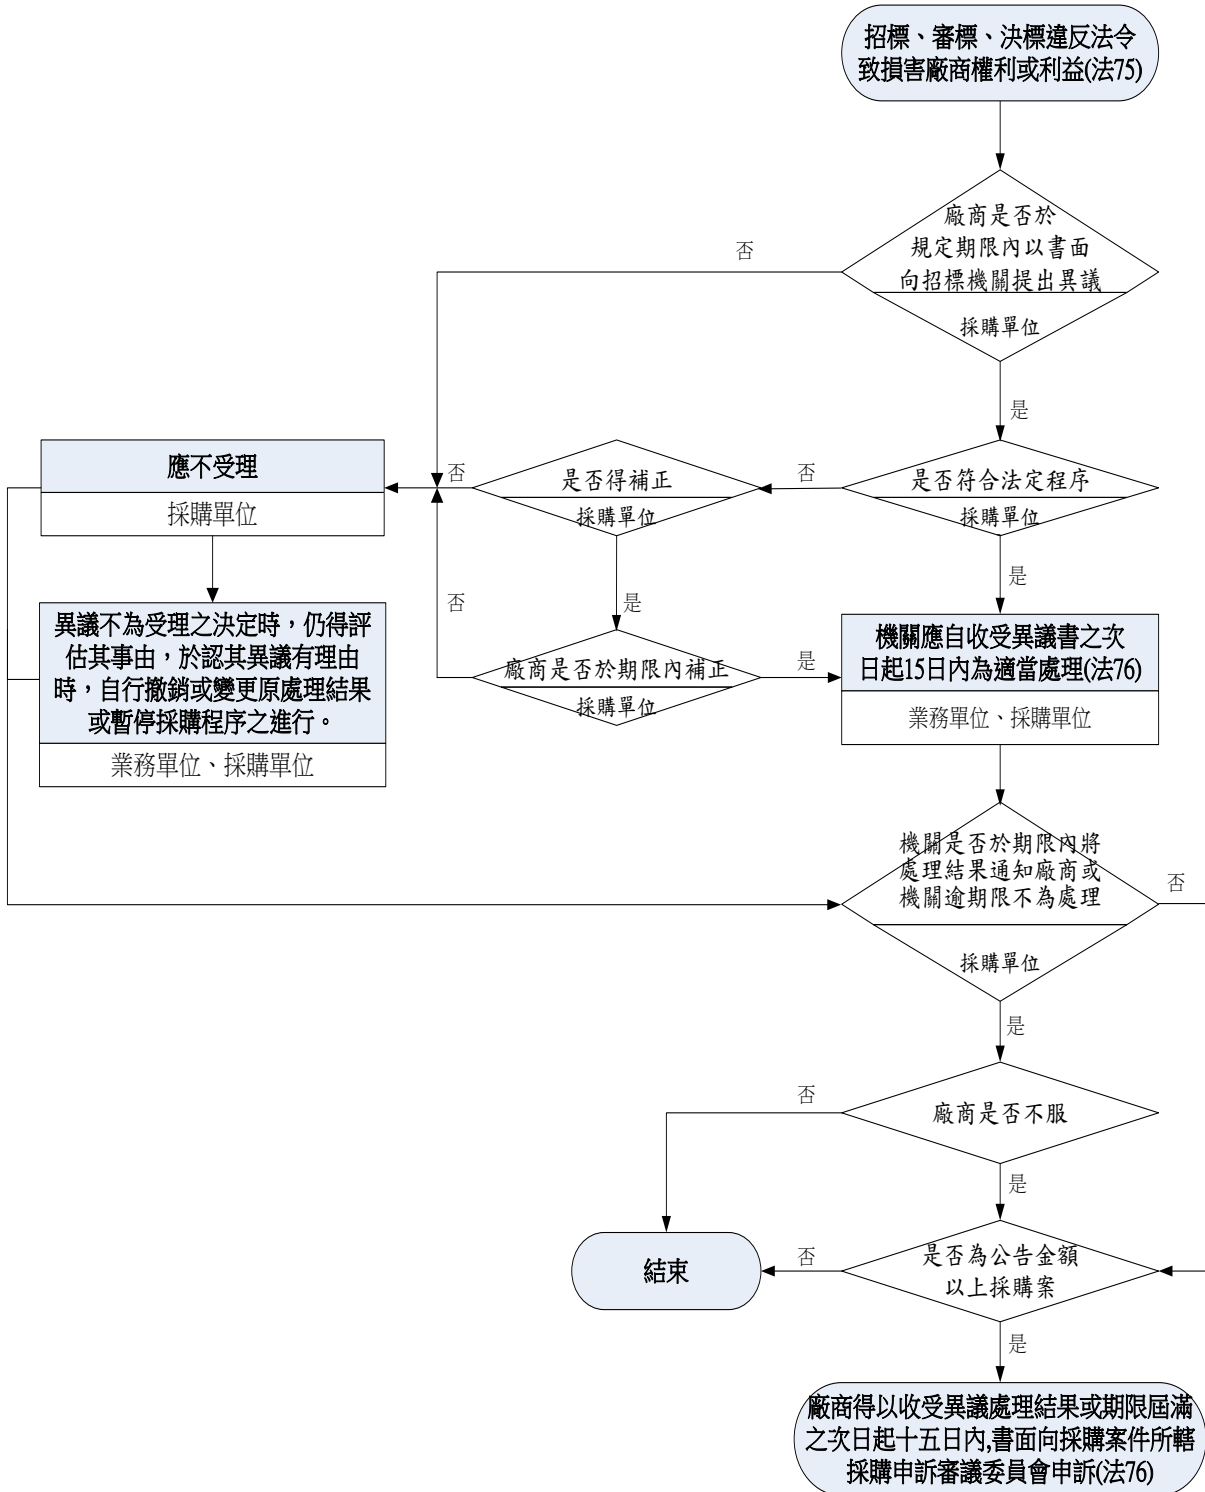 招標、審標、決標違反法令
致損害廠商權利或利益(法75)
廠商是否於
規定期限內以書面
向招標機關提出異議
採購單位
否
是
應不受理
採購單位
否
是否得補正
採購單位
否
是否符合法定程序
採購單位
是
是
否
異議不為受理之決定時，仍得評
估其事由，於認其異議有理由
時，自行撤銷或變更原處理結果
或暫停採購程序之進行。
業務單位、採購單位
廠商是否於期限內補正
採購單位
是
機關應自收受異議書之次
日起15日內為適當處理(法76)
業務單位、採購單位
機關是否於期限內將
處理結果通知廠商或
機關逾期限不為處理
採購單位
否
是
否
廠商是否不服
是
結束
否
是否為公告金額
以上採購案
是
廠商得以收受異議處理結果或期限屆滿
之次日起十五日內,書面向採購案件所轄
採購申訴審議委員會申訴(法76)